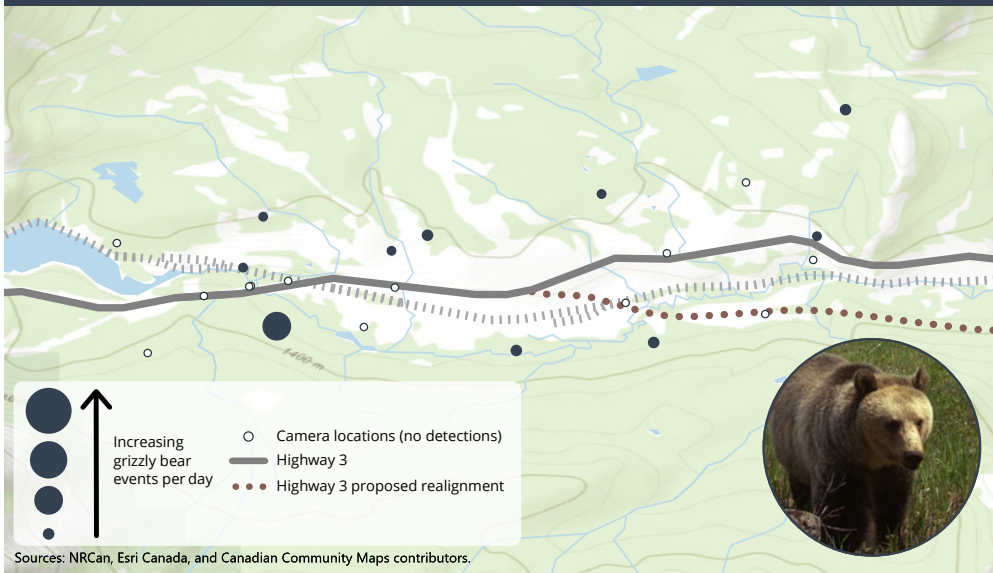 1400 m
Increasing
grizzly bear
events per day
Camera locations (no detections)
Highway 3
Highway 3 proposed realignment
Sources: NRCan, Esri Canada, and Canadian Community Maps contributors.